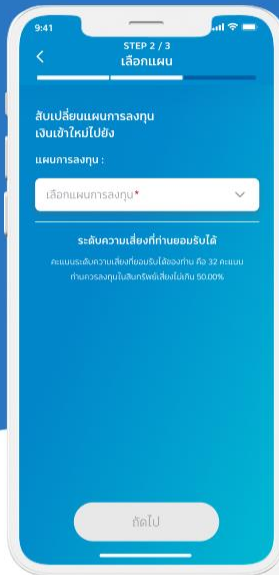 9:41
STEP 2 / 3
เลือกแผน
สับเปลี่ยนแผนการลงทุน
เงินเข้าใหม่ไปยัง
แผนการลงทุน :
เลือกแผนการลงทุน*
ระดับความเสี่ยงที่ท่านยอมรับได้
คะแนนระดับความเสี่ยงที่ยอมรับได้ของท่าน คือ 32 คะแนน
ท่านควรลงทุนในสินทรัพย์เสี่ยงไม่เกิน 50.00%
ถัดไป